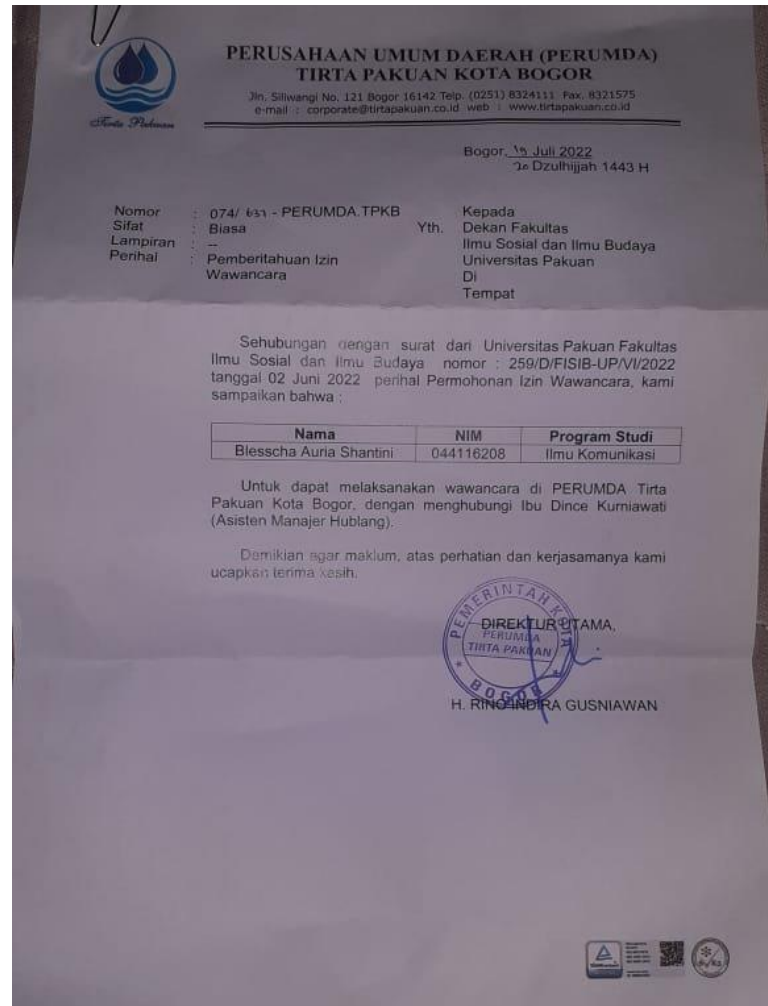 PERUSAHAAN UMUM DAERAH (PERUMDA)
TIRTA PAKUAN KOTA BOGOR
Jln. Siliwangi No. 121 Bogor 16142 Telp. (0251) 8324111 Fax. 8321575
e-mail : corporate@tirtapakuan.co.id web : www.tirtapakuan.co.id
Tirta Pakuan
Bogor, Juli 2022
Dzulhijjah 1443 H
Nomor : 074/ - PERUMDA.TPKB
Sifat : Biasa
Lampiran : --
Perihal : Pemberitahuan Izin
Wawancara
Kepada
Yth. Dekan Fakultas
Ilmu Sosial dan Ilmu Budaya
Universitas Pakuan
Di
Tempat
Sehubungan dengan surat dari Universitas Pakuan Fakultas
Ilmu Sosial dan Ilmu Budaya nomor : 259/D/FISIB-UP/VI/2022
tanggal 02 Juni 2022 perihal Permohonan Izin Wawancara, kami
sampaikan bahwa :
Nama NIM Program Studi
Blesscha Auria Shantini 044116208 Ilmu Komunikasi
Untuk dapat melaksanakan wawancara di PERUMDA Tirta
Pakuan Kota Bogor, dengan menghubungi Ibu Dince Kurniawati
(Asisten Manajer Hublang).
Demikian agar maklum, atas perhatian dan kerjasamanya kami
ucapkan terima kasih.
DIREKTUR UTAMA,
PEMERINTAH KOTA
PERUMDA
TIRTA PAKUAN
BOGOR
H. RINO INDIRA GUSNIAWAN